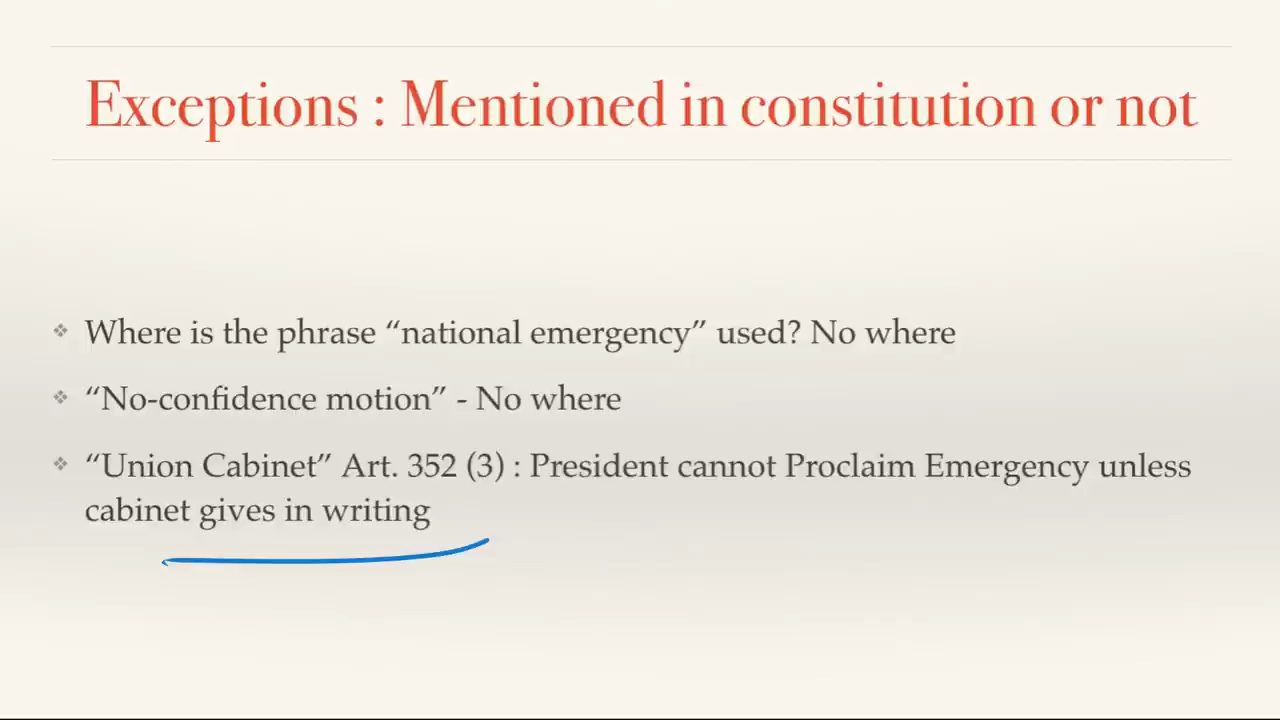 Exceptions : Mentioned in constitution or not
❖ Where is the phrase “national emergency” used? No where
❖ “No-confidence motion” - No where
❖ “Union Cabinet” Art. 352 (3) : President cannot Proclaim Emergency unless
cabinet gives in writing